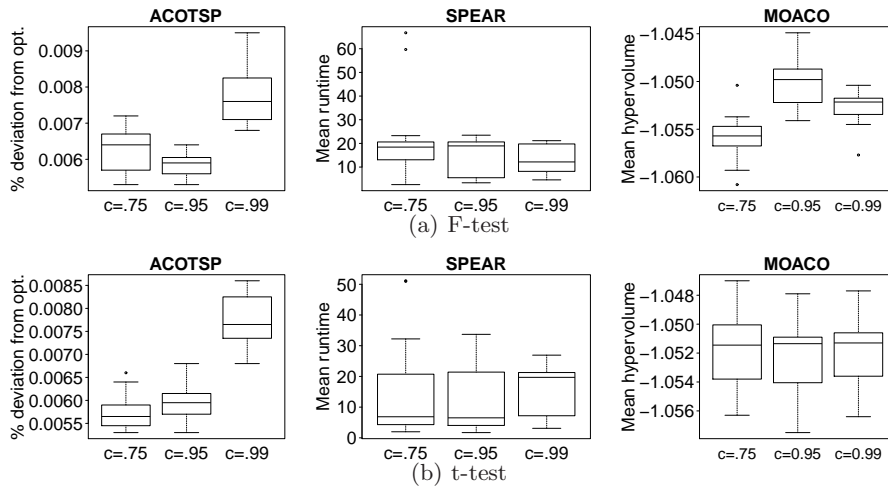 ACOTSP
% deviation from opt.
0.009
0.008
0.007
0.006
c=.75 c=.95 c=.99
SPEAR
Mean runtime
60
50
40
30
20
10
c=.75 c=.95 c=.99
MOACO
Mean hypervolume
−1.045
−1.050
−1.055
−1.060
c=.75 c=0.95 c=0.99
(a) F-test
ACOTSP
% deviation from opt.
0.0085
0.0080
0.0075
0.0070
0.0065
0.0060
0.0055
c=.75 c=.95 c=.99
SPEAR
Mean runtime
50
40
30
20
10
0
c=.75 c=.95 c=.99
MOACO
Mean hypervolume
−1.048
−1.050
−1.052
−1.054
−1.056
c=.75 c=0.95 c=0.99
(b) t-test